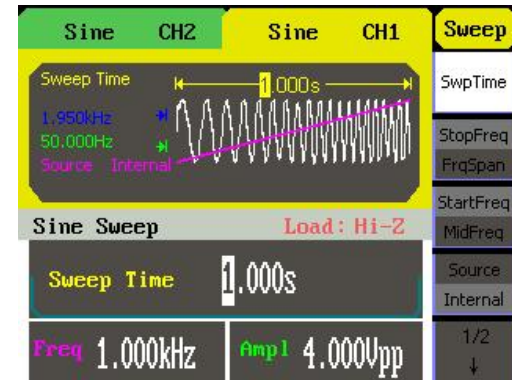 Sine CH2 Sine CH1 Sweep
Sweep Time 1.000s
1.950kHz
50.000Hz
Source Internal
SwpTime
StopFreq
FrqSpan
StartFreq
MidFreq
Source
Internal
1/2
↓
Sine Sweep Load: Hi-Z
Sweep Time 1.000s
Freq 1.000kHz Ampl 4.000Vpp